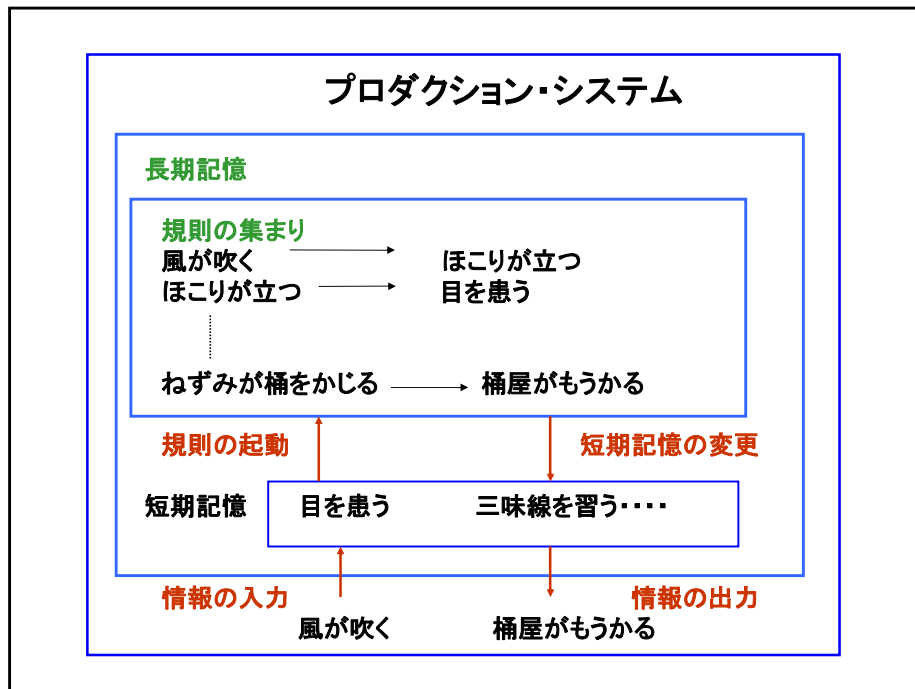 プロダクション・システム
長期記憶
規則の集まり
風が吹く ほこりが立つ
ほこりが立つ 目を患う
ねずみが桶をかじる 桶屋がもうかる
規則の起動 短期記憶の変更
短期記憶 目を患う 三味線を習う・・・・
情報の入力 情報の出力
風が吹く 桶屋がもうかる